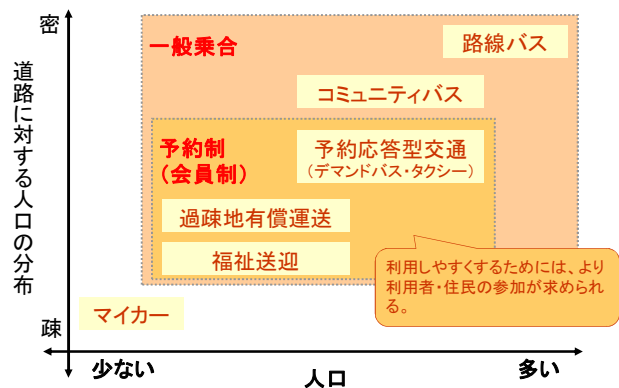 密
道路に対する人口の分布
疎
一般乗合
路線バス
コミュニティバス
予約制
（会員制）
予約応答型交通
（デマンドバス・タクシー）
過疎地有償運送
福祉送迎
利用しやすくするためには、より
利用者・住民の参加が求められ
る。
マイカー
少ない
人口
多い